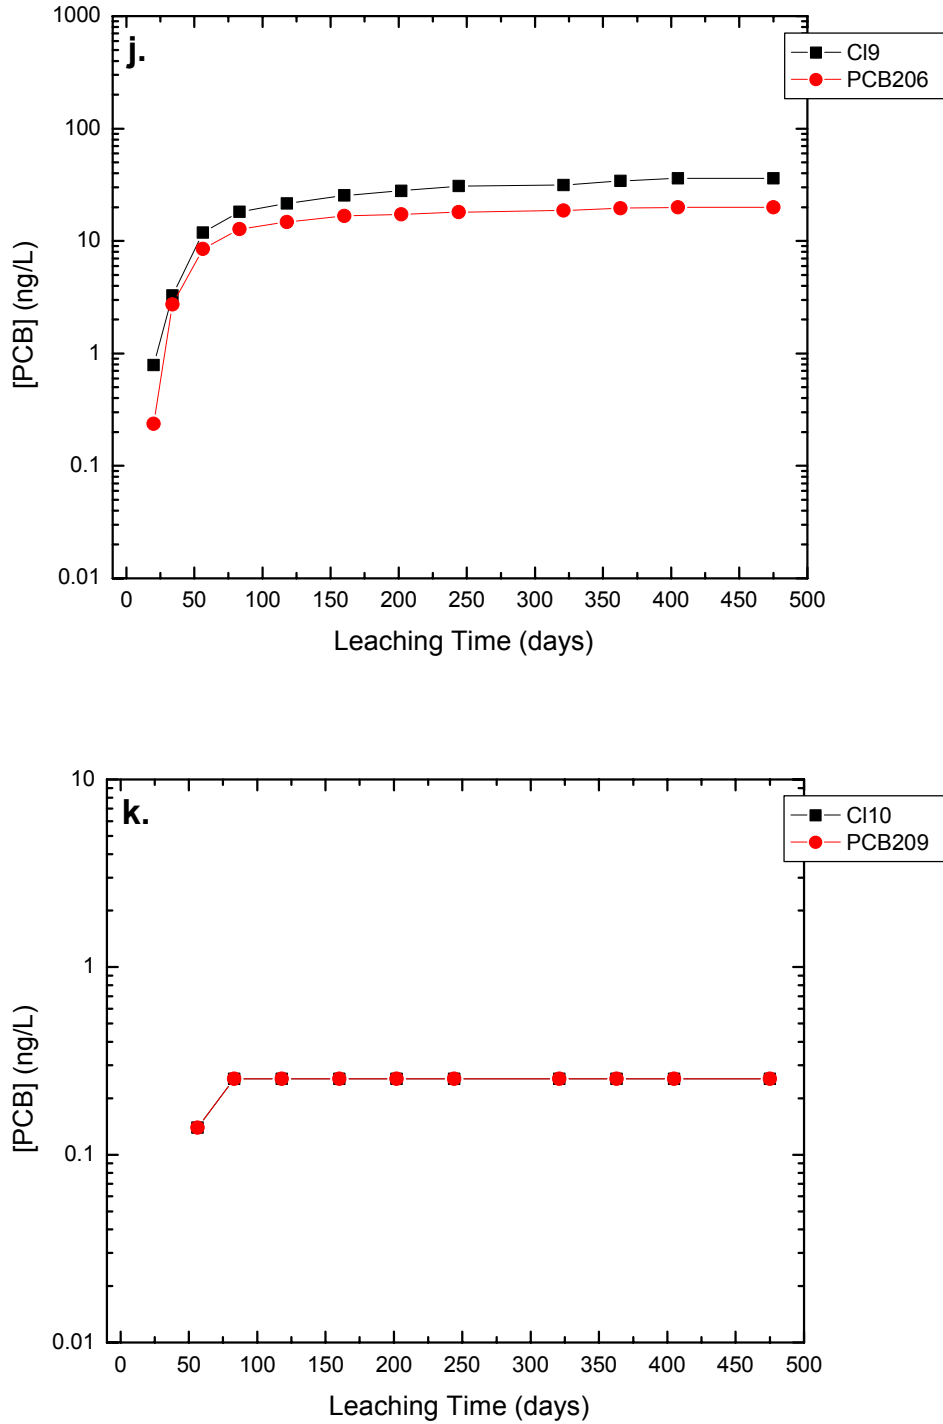 j.
Cl9
PCB206
1000
100
10
1
0.1
0.01
[PCB] (ng/L)
0 50 100 150 200 250 300 350 400 450 500
Leaching Time (days)
k.
Cl10
PCB209
10
1
0.1
0.01
[PCB] (ng/L)
0 50 100 150 200 250 300 350 400 450 500
Leaching Time (days)